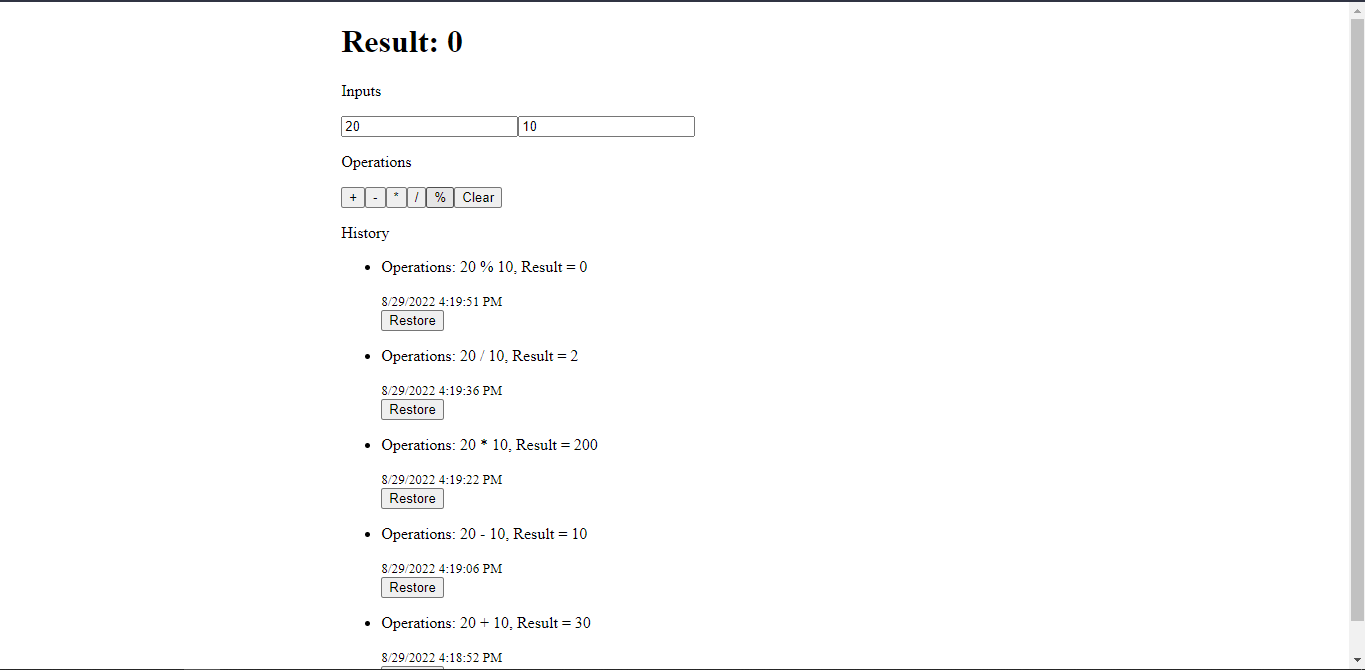 Result: 0
Inputs
20 10
Operations
+ - * / % Clear
History
Operations: 20 % 10, Result = 0
8/29/2022 4:19:51 PM
Restore
Operations: 20 / 10, Result = 2
8/29/2022 4:19:36 PM
Restore
Operations: 20 * 10, Result = 200
8/29/2022 4:19:22 PM
Restore
Operations: 20 - 10, Result = 10
8/29/2022 4:19:06 PM
Restore
Operations: 20 + 10, Result = 30
8/29/2022 4:18:52 PM